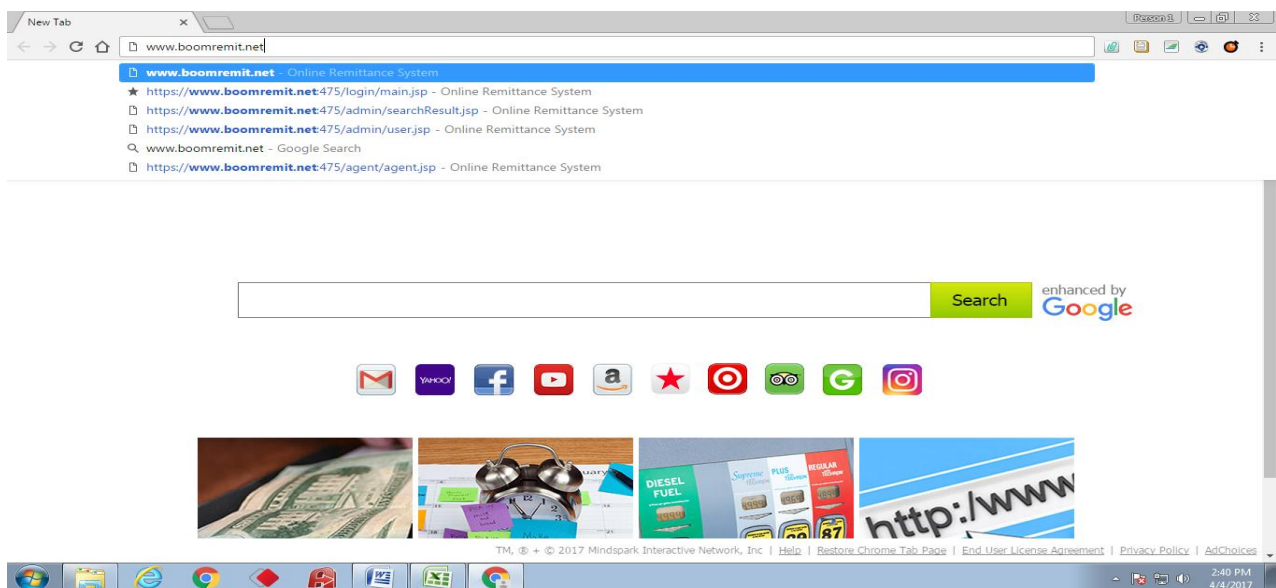 New Tab
Person 1
www.boomremit.net
www.boomremit.net - Online Remittance System
https://www.boomremit.net:475/login/main.jsp - Online Remittance System
https://www.boomremit.net:475/admin/searchResult.jsp - Online Remittance System
https://www.boomremit.net:475/admin/user.jsp - Online Remittance System
www.boomremit.net - Google Search
https://www.boomremit.net:475/agent/agent.jsp - Online Remittance System
Search
enhanced by
Google
YAHOO!
DIESEL
FUEL
Supreme
PLUS
REGULAR
87
http:/www
TM, ® + © 2017 Mindspark Interactive Network, Inc | Help | Restore Chrome Tab Page | End User License Agreement | Privacy Policy | AdChoices
2:40 PM
4/4/2017